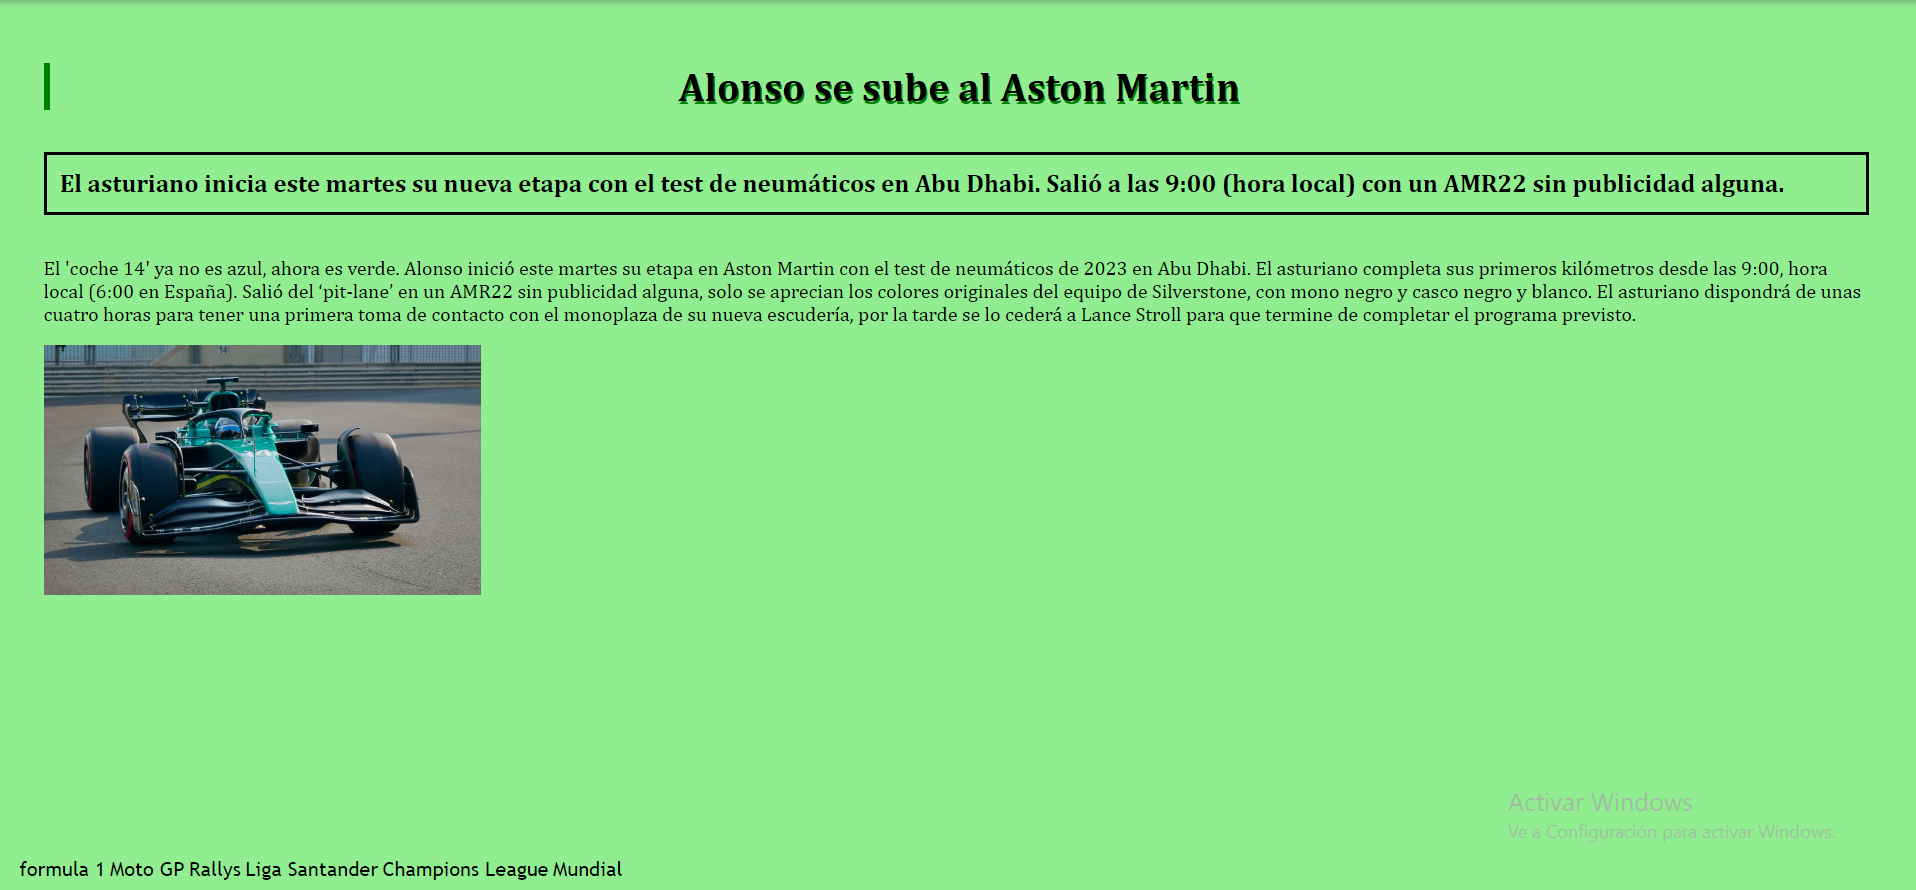 Alonso se sube al Aston Martin
El asturiano inicia este martes su nueva etapa con el test de neumáticos en Abu Dhabi. Salió a las 9:00 (hora local) con un AMR22 sin publicidad alguna.
El 'coche 14' ya no es azul, ahora es verde. Alonso inició este martes su etapa en Aston Martin con el test de neumáticos de 2023 en Abu Dhabi. El asturiano completa sus primeros kilómetros desde las 9:00, hora
local (6:00 en España). Salió del ‘pit-lane’ en un AMR22 sin publicidad alguna, solo se aprecian los colores originales del equipo de Silverstone, con mono negro y casco negro y blanco. El asturiano dispondrá de unas
cuatro horas para tener una primera toma de contacto con el monoplaza de su nueva escudería, por la tarde se lo cederá a Lance Stroll para que termine de completar el programa previsto.
Activar Windows
Ve a Configuración para activar Windows.
formula 1 Moto GP Rallys Liga Santander Champions League Mundial